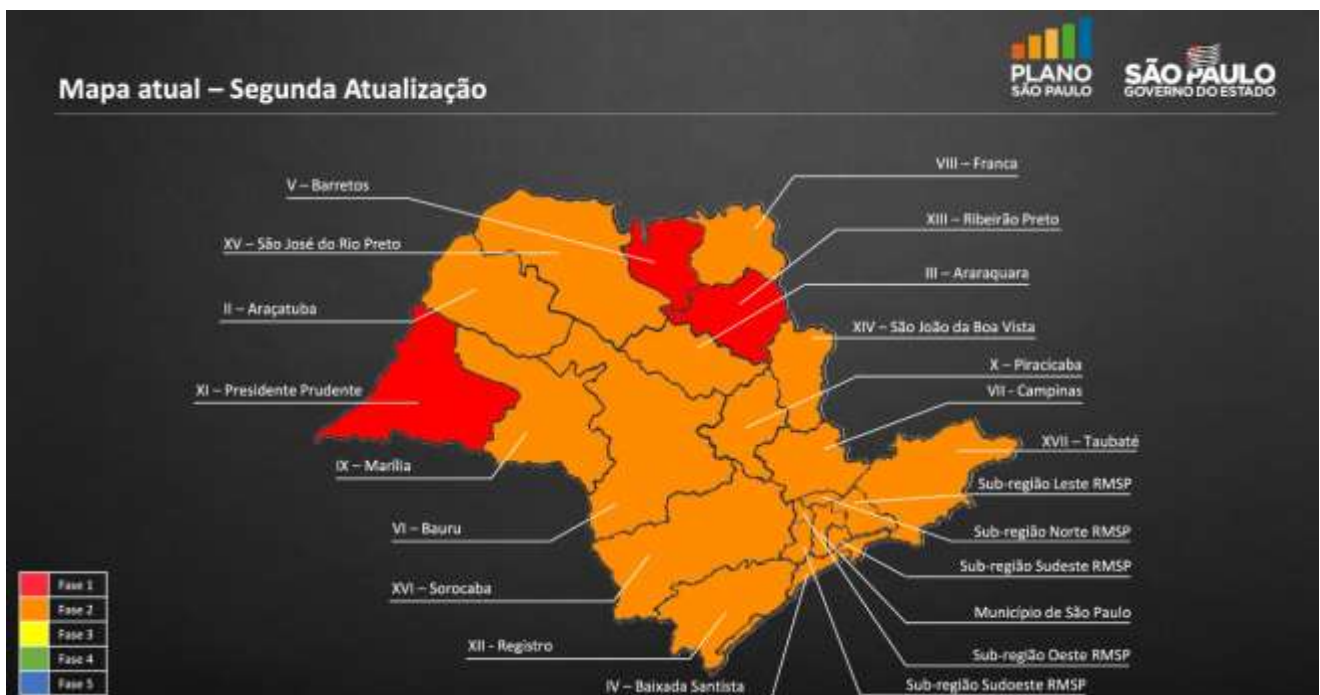 Mapa atual – Segunda Atualização
PLANO
SÃO PAULO
SÃO PAULO
GOVERNO DO ESTADO
VIII – Franca
V – Barretos
XIII – Ribeirão Preto
XV – São José do Rio Preto
III – Araraquara
II – Araçatuba
XIV – São João da Boa Vista
X – Piracicaba
XI – Presidente Prudente
VII - Campinas
XVII – Taubaté
IX – Marília
Sub-região Leste RMSP
VI – Bauru
Sub-região Norte RMSP
Sub-região Sudeste RMSP
XVI – Sorocaba
Município de São Paulo
XII - Registro
Sub-região Oeste RMSP
IV – Baixada Santista
Sub-região Sudoeste RMSP
Fase 1
Fase 2
Fase 3
Fase 4
Fase 5